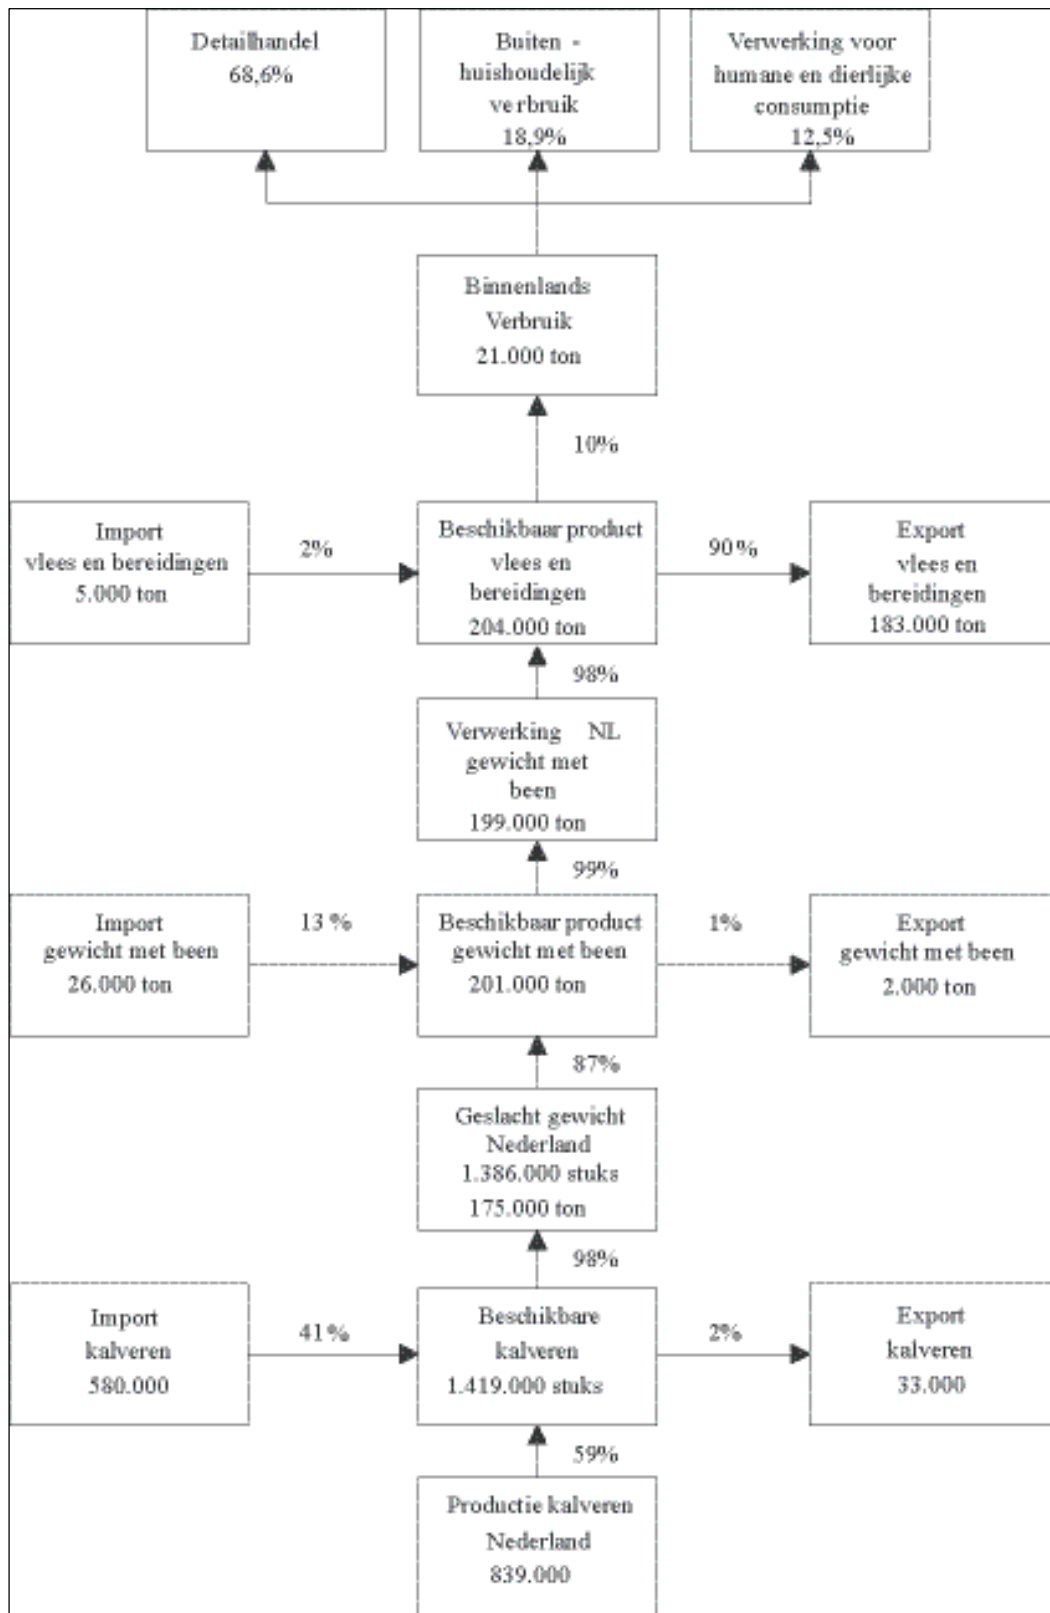 Detailhandel
68,6%
Buiten -
huishoudelijk
verbruik
18,9%
Verwerking voor
humane en dierlijke
consumptie
12,5%
Binnenlands
Verbruik
21.000 ton
10%
Import
vlees en bereidingen
5.000 ton
2%
Beschikbaar product
vlees en
bereidingen
204.000 ton
90%
Export
vlees en
bereidingen
183.000 ton
98%
Verwerking NL
gewicht met
been
199.000 ton
99%
Import
gewicht met been
26.000 ton
13 %
Beschikbaar product
gewicht met been
201.000 ton
1%
Export
gewicht met been
2.000 ton
87%
Geslacht gewicht
Nederland
1.386.000 stuks
175.000 ton
98%
Import
kalveren
580.000
41%
Beschikbare
kalveren
1.419.000 stuks
2%
Export
kalveren
33.000
59%
Productie kalveren
Nederland
839.000